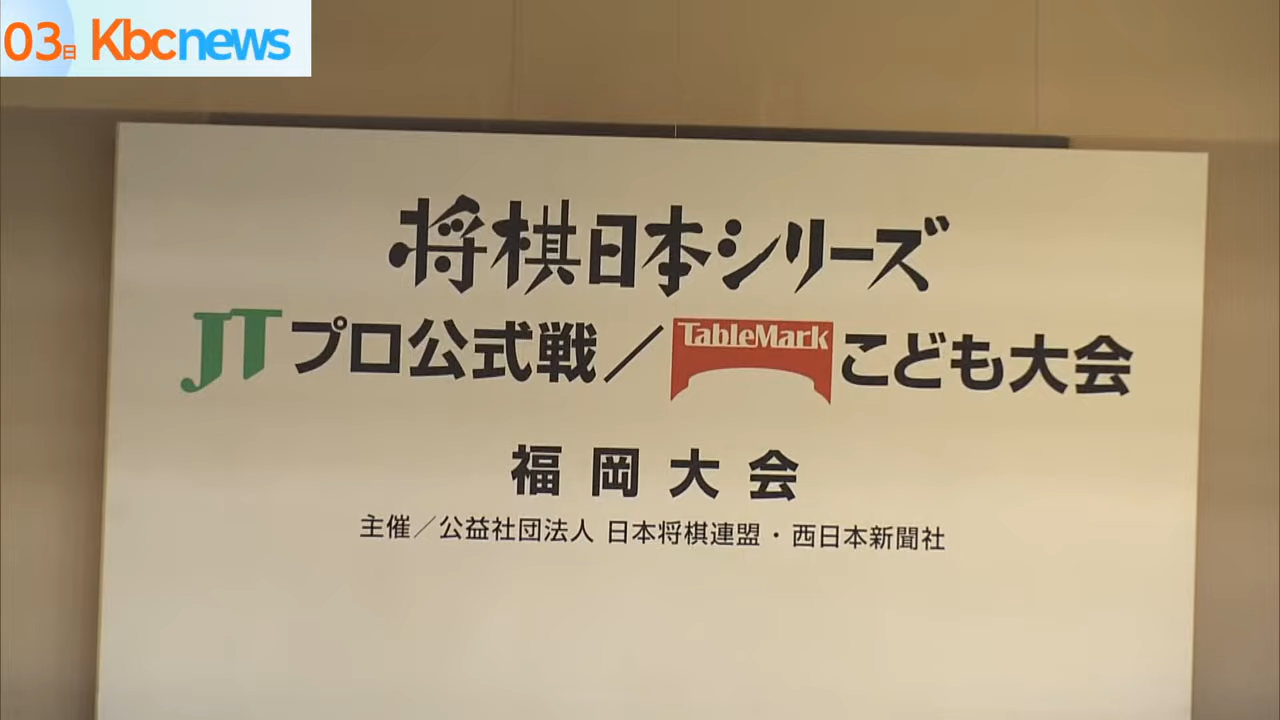 03日 Kbcnews
将棋日本シリーズ
JTプロ公式戦／TableMarkこども大会
福岡大会
主催／公益社団法人 日本将棋連盟・西日本新聞社